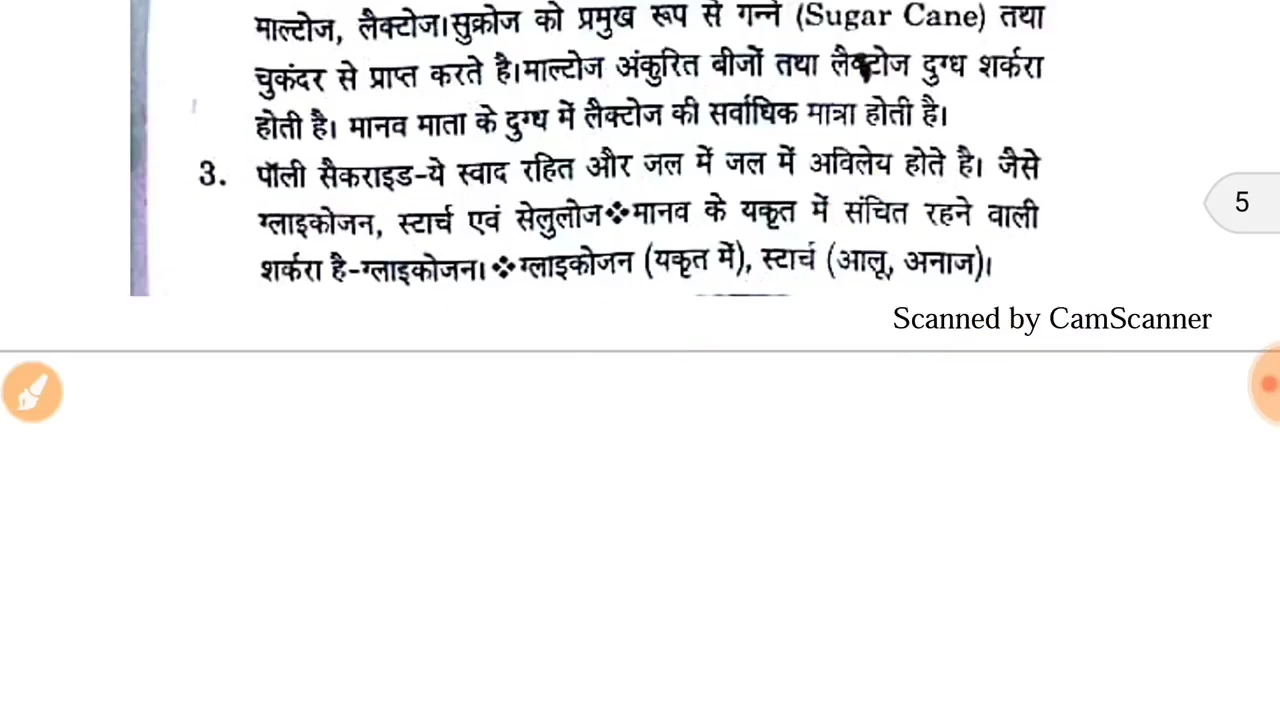 माल्टोज, लैक्टोज।सुक्रोज को प्रमुख रूप से गन्ने (Sugar Cane) तथा
चुकंदर से प्राप्त करते है।माल्टोज अंकुरित बीजों तथा लैक्टोज दुग्ध शर्करा
होती है। मानव माता के दुग्ध में लैक्टोज की सर्वाधिक मात्रा होती है।
3. पॉली सैकराइड-ये स्वाद रहित और जल में जल में अविलेय होते है। जैसे
ग्लाइकोजन, स्टार्च एवं सेलुलोज❖मानव के यकृत में संचित रहने वाली
5
शर्करा है-ग्लाइकोजन।❖ग्लाइकोजन (यकृत में), स्टार्च (आलू, अनाज)।
Scanned by CamScanner